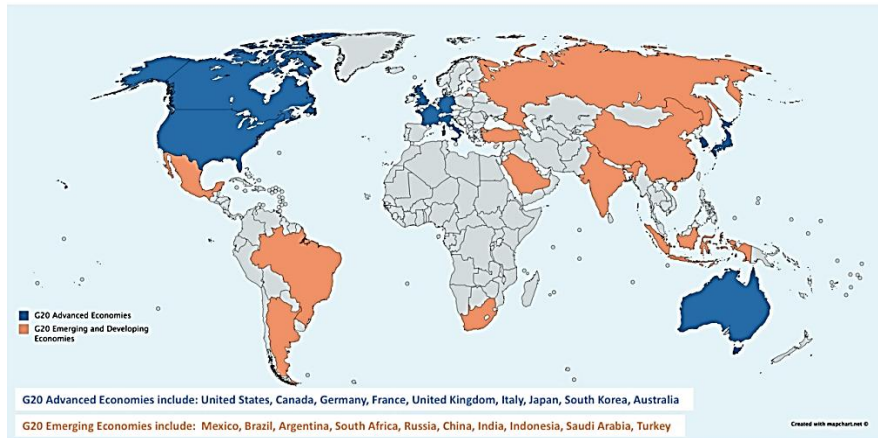 G20 Advanced Economies
G20 Emerging and Developing
Economies
G20 Advanced Economies include: United States, Canada, Germany, France, United Kingdom, Italy, Japan, South Korea, Australia
G20 Emerging Economies include: Mexico, Brazil, Argentina, South Africa, Russia, China, India, Indonesia, Saudi Arabia, Turkey
Created with mapchart.net ©